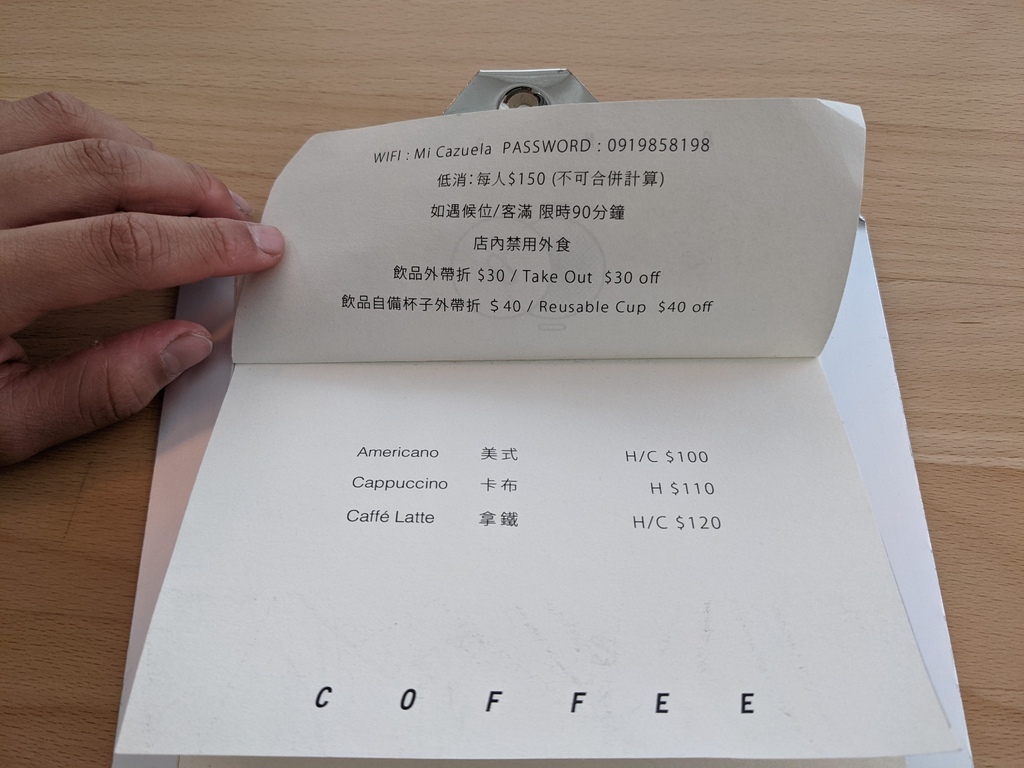 WIFI : Mi Cazuela PASSWORD : 0919858198
低消：每人$150 (不可合併計算)
如遇候位/客滿 限時90分鐘
店內禁用外食
飲品外帶折 $30 / Take Out $30 off
飲品自備杯子外帶折 $40 / Reusable Cup $40 off
Americano 美式 H/C $100
Cappuccino 卡布 H $110
Caffé Latte 拿鐵 H/C $120
COFFEE